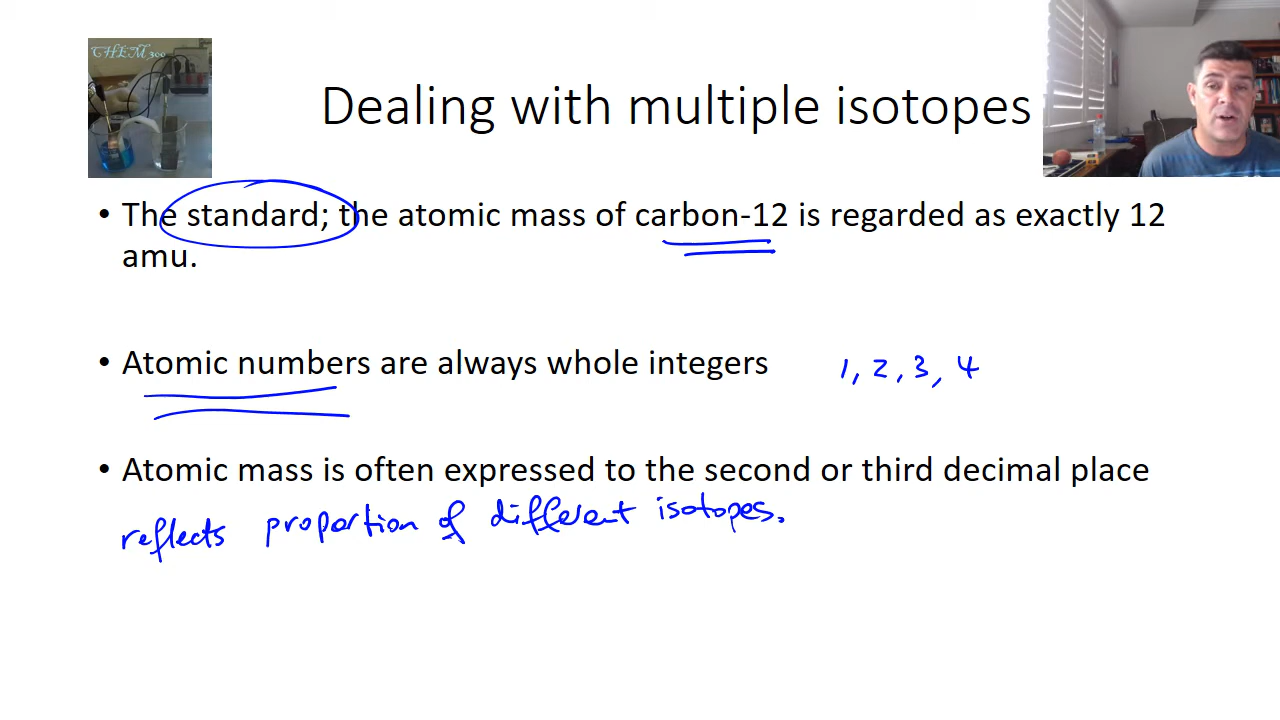 CHEM 300
Dealing with multiple isotopes
• The standard; the atomic mass of carbon-12 is regarded as exactly 12
amu.
• Atomic numbers are always whole integers 1, 2, 3, 4
• Atomic mass is often expressed to the second or third decimal place
reflects proportion of different isotopes.